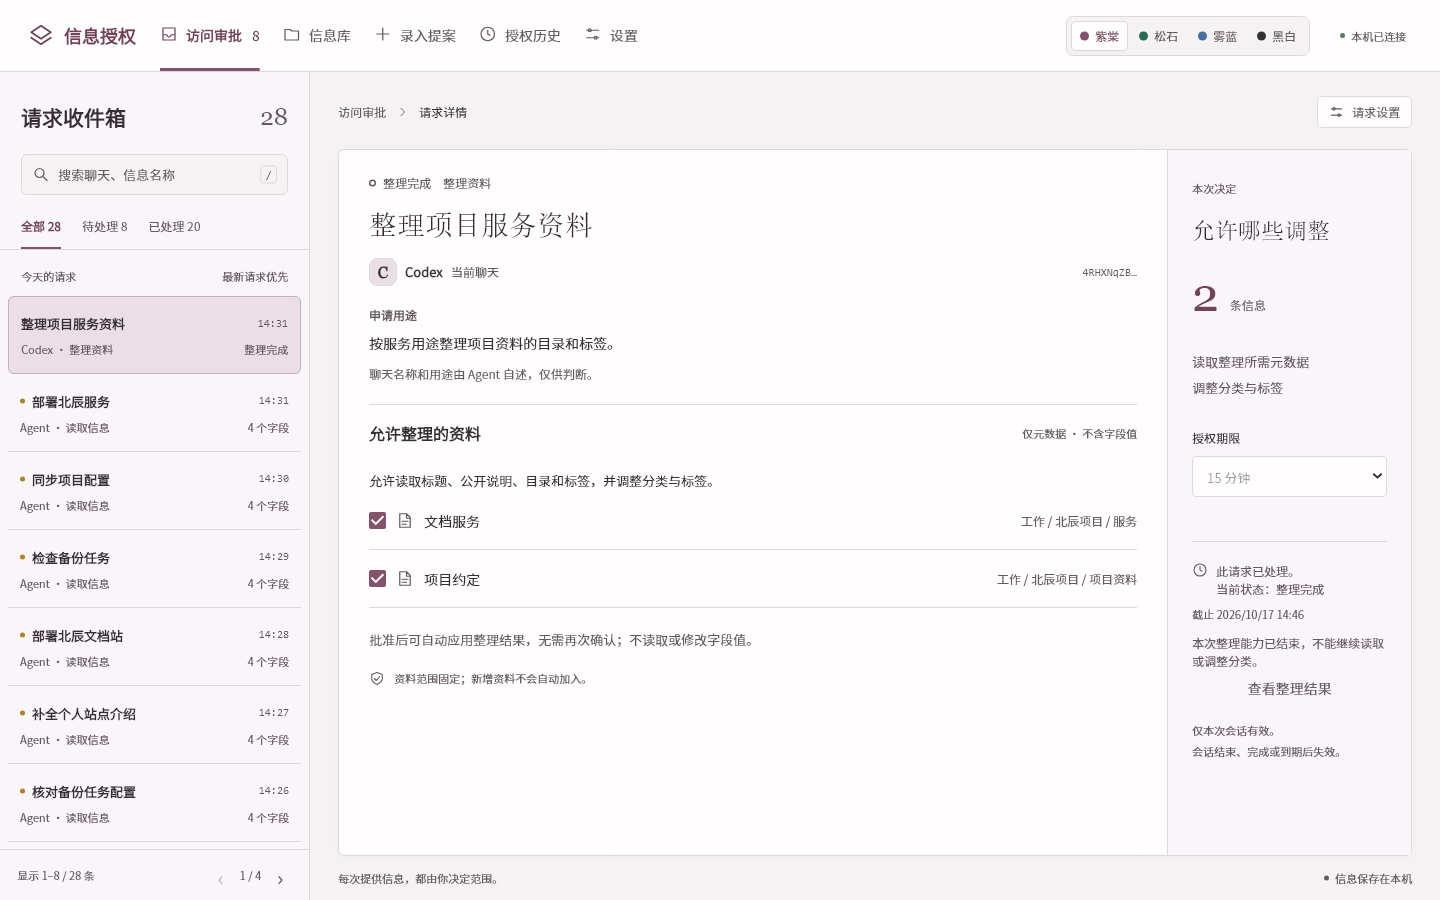 信息授权
访问审批 8
信息库
录入提案
授权历史
设置
紫棠
松石
雾蓝
黑白
本机已连接
请求收件箱 28
搜索聊天、信息名称 /
全部 28 待处理 8 已处理 20
今天的请求 最新请求优先
整理项目服务资料 14:31
Codex · 整理资料 整理完成
部署北辰服务 14:31
Agent · 读取信息 4 个字段
同步项目配置 14:30
Agent · 读取信息 4 个字段
检查备份任务 14:29
Agent · 读取信息 4 个字段
部署北辰文档站 14:28
Agent · 读取信息 4 个字段
补全个人站点介绍 14:27
Agent · 读取信息 4 个字段
核对备份任务配置 14:26
Agent · 读取信息 4 个字段
显示 1–8 / 28 条 ‹ 1 / 4 ›
访问审批 > 请求详情
请求设置
整理完成 整理资料
整理项目服务资料
C Codex 当前聊天 4RHXNqZB…
申请用途
按服务用途整理项目资料的目录和标签。
聊天名称和用途由 Agent 自述，仅供判断。
允许整理的资料 仅元数据 · 不含字段值
允许读取标题、公开说明、目录和标签，并调整分类与标签。
文档服务 工作 / 北辰项目 / 服务
项目约定 工作 / 北辰项目 / 项目资料
批准后可自动应用整理结果，无需再次确认；不读取或修改字段值。
资料范围固定；新增资料不会自动加入。
本次决定
允许哪些调整
2 条信息
读取整理所需元数据
调整分类与标签
授权期限
15 分钟
此请求已处理。
当前状态：整理完成
截止 2026/10/17 14:46
本次整理能力已结束，不能继续读取
或调整分类。
查看整理结果
仅本次会话有效。
会话结束、完成或到期后失效。
每次提供信息，都由你决定范围。
信息保存在本机